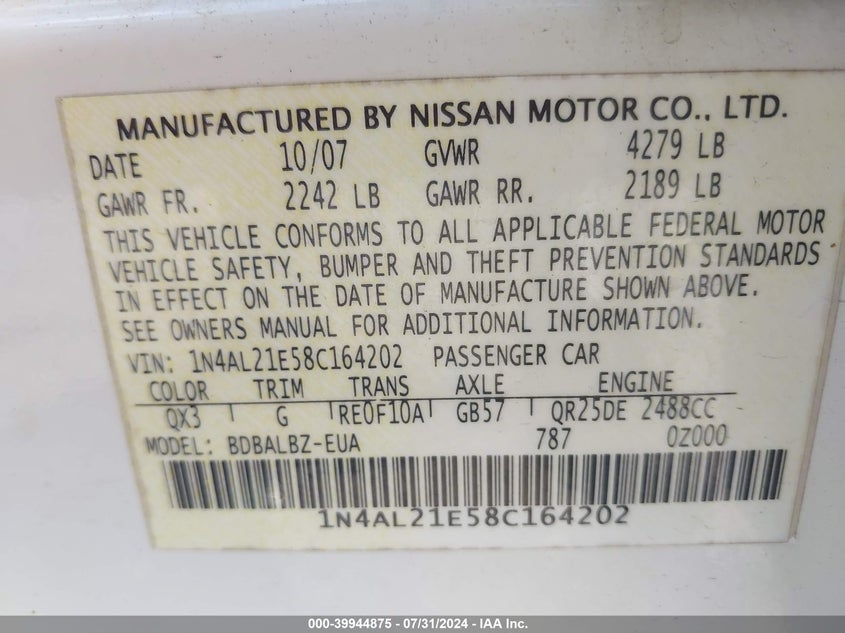 MANUFACTURED BY NISSAN MOTOR CO., LTD.
DATE 10/07 GVWR 4279 LB
GAWR FR. 2242 LB GAWR RR. 2189 LB
THIS VEHICLE CONFORMS TO ALL APPLICABLE FEDERAL MOTOR
VEHICLE SAFETY, BUMPER AND THEFT PREVENTION STANDARDS
IN EFFECT ON THE DATE OF MANUFACTURE SHOWN ABOVE.
SEE OWNERS MANUAL FOR ADDITIONAL INFORMATION.
VIN: 1N4AL21E58C164202 PASSENGER CAR
COLOR TRIM TRANS AXLE ENGINE
QX3 G RE0F10A GB57 QR25DE 2488CC
MODEL: BDBALBZ-EUA 787 0Z000
1N4AL21E58C164202
000-39944875 - 07/31/2024 - IAA Inc.